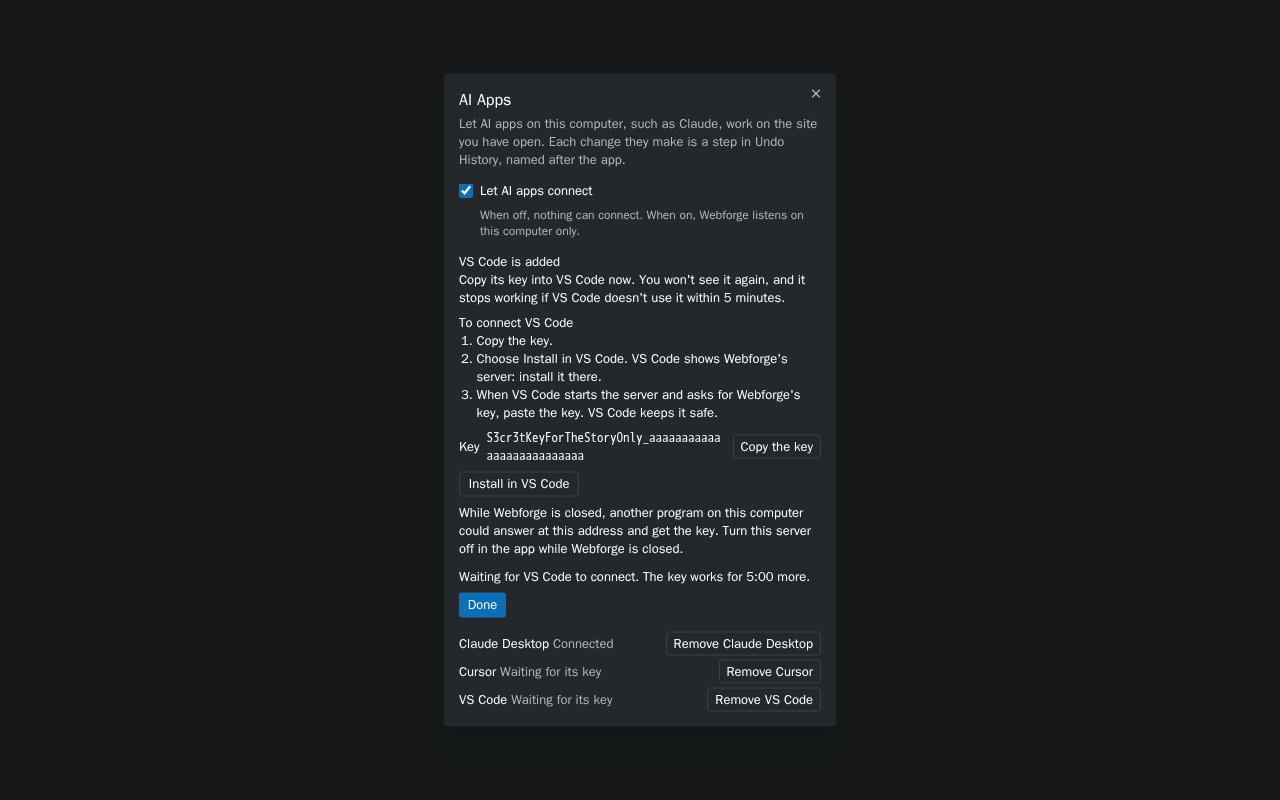 AI Apps
Let AI apps on this computer, such as Claude, work on the site
you have open. Each change they make is a step in Undo
History, named after the app.
Let AI apps connect
When off, nothing can connect. When on, Webforge listens on
this computer only.
VS Code is added
Copy its key into VS Code now. You won't see it again, and it
stops working if VS Code doesn't use it within 5 minutes.
To connect VS Code
1. Copy the key.
2. Choose Install in VS Code. VS Code shows Webforge's
server: install it there.
3. When VS Code starts the server and asks for Webforge's
key, paste the key. VS Code keeps it safe.
Key S3cr3tKeyForTheStoryOnly_aaaaaaaaaaa
aaaaaaaaaaaaaaa
Copy the key
Install in VS Code
While Webforge is closed, another program on this computer
could answer at this address and get the key. Turn this server
off in the app while Webforge is closed.
Waiting for VS Code to connect. The key works for 5:00 more.
Done
Claude Desktop Connected Remove Claude Desktop
Cursor Waiting for its key Remove Cursor
VS Code Waiting for its key Remove VS Code